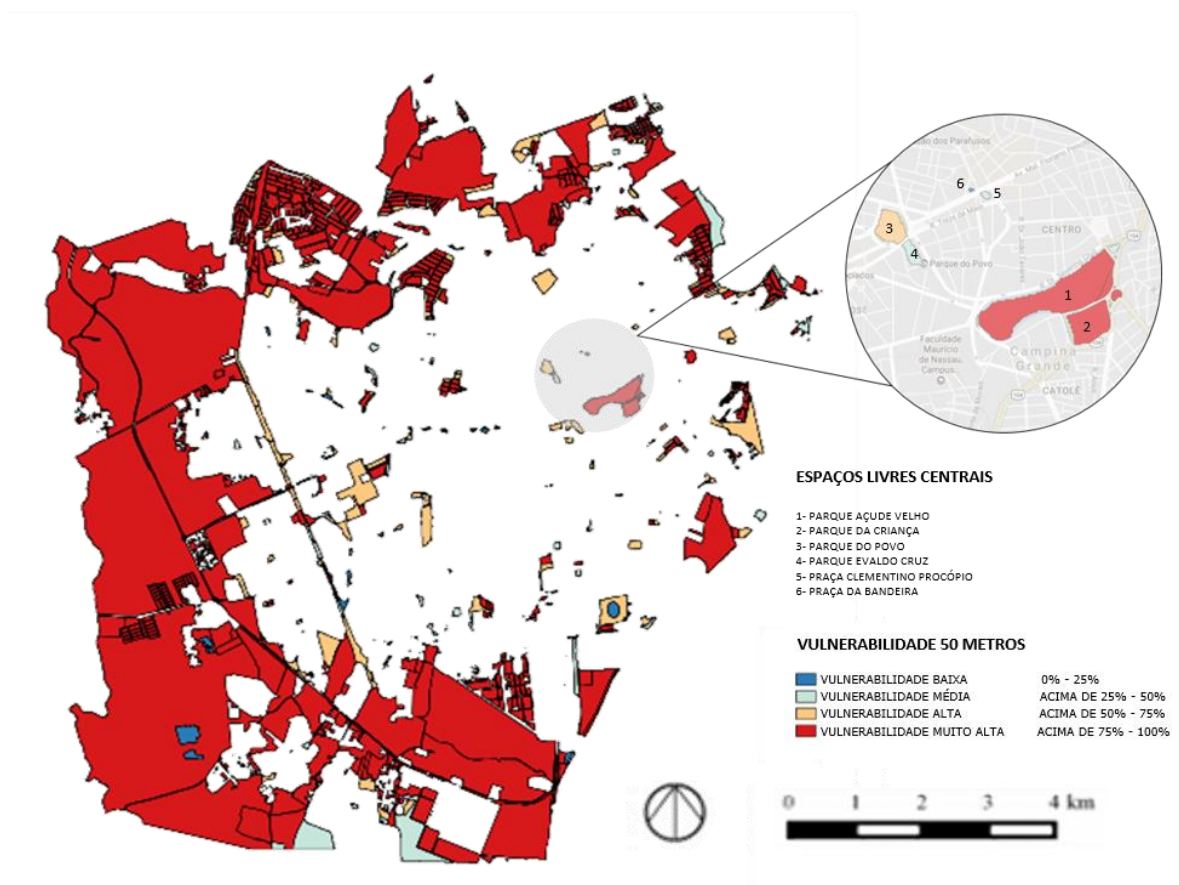 6
5
3
4
1
2
CENTRO
Parque do Povo
Faculdade
Mauricio
de Nassau,
Campus...
Campina
Grande
CATOLÉ
ESPAÇOS LIVRES CENTRAIS
1- PARQUE AÇUDE VELHO
2- PARQUE DA CRIANÇA
3- PARQUE DO POVO
4- PARQUE EVALDO CRUZ
5- PRAÇA CLEMENTINO PROCÓPIO
6- PRAÇA DA BANDEIRA
VULNERABILIDADE 50 METROS
VULNERABILIDADE BAIXA 0% - 25%
VULNERABILIDADE MÉDIA ACIMA DE 25% - 50%
VULNERABILIDADE ALTA ACIMA DE 50% - 75%
VULNERABILIDADE MUITO ALTA ACIMA DE 75% - 100%
0 1 2 3 4 km